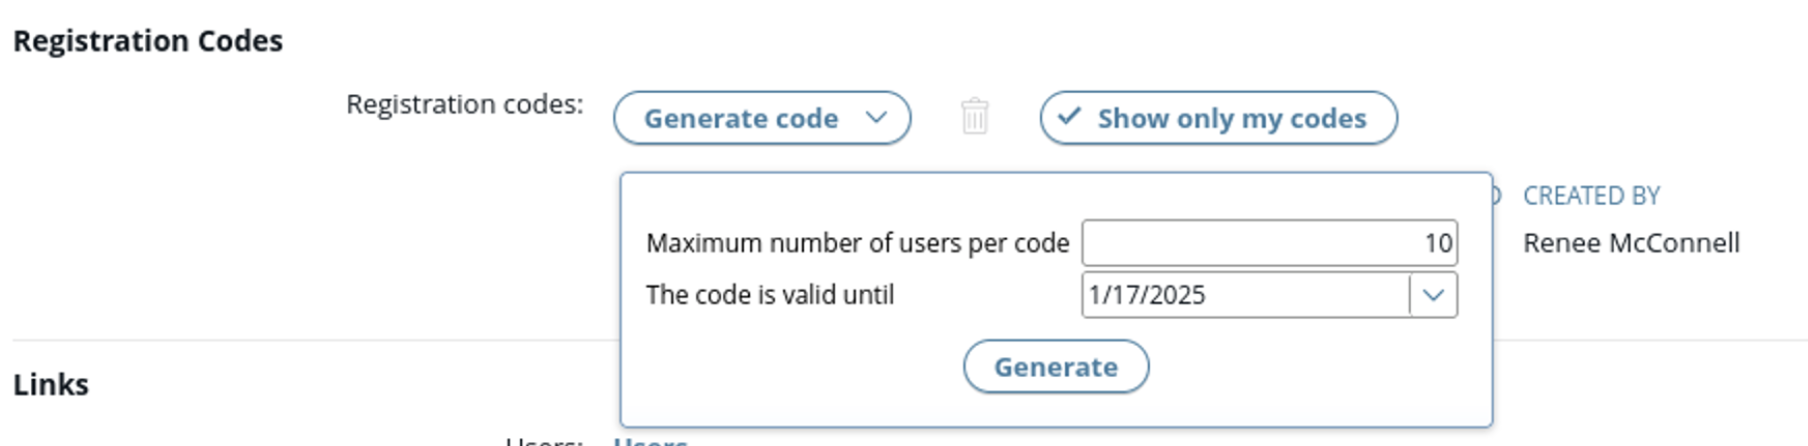 Registration Codes
Registration codes:
Generate code
Show only my codes
CREATED BY
Maximum number of users per code 10
Renee McConnell
The code is valid until 1/17/2025
Generate
Links
Users: Users